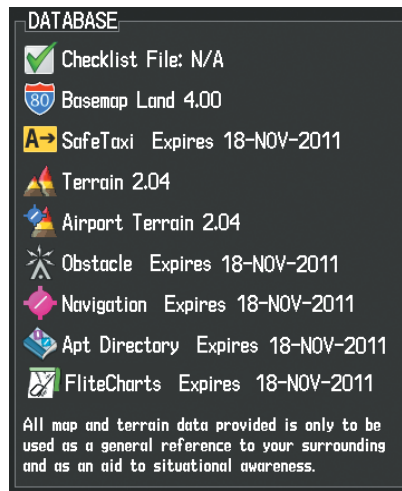 DATABASE
Checklist File: N/A
80 Basemap Land 4.00
A→ SafeTaxi Expires 18-NOV-2011
Terrain 2.04
Airport Terrain 2.04
Obstacle Expires 18-NOV-2011
Navigation Expires 18-NOV-2011
Apt Directory Expires 18-NOV-2011
FliteCharts Expires 18-NOV-2011
All map and terrain data provided is only to be
used as a general reference to your surrounding
and as an aid to situational awareness.